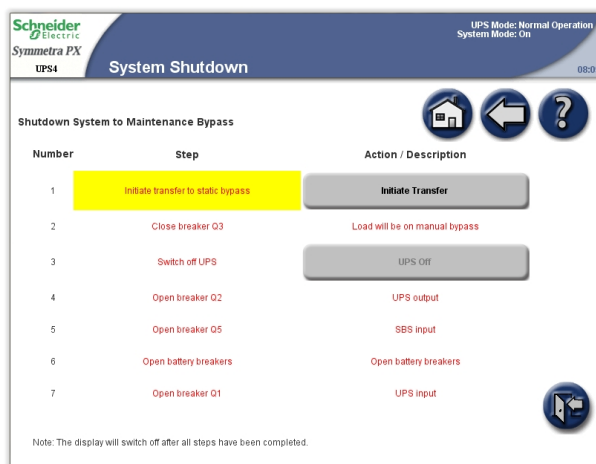 Schneider
Electric
Symmetra PX
UPS4
System Shutdown
UPS Mode: Normal Operation
System Mode: On
Shutdown System to Maintenance Bypass
?
Number Step Action / Description
1 Initiate transfer to static bypass Initiate Transfer
2 Close breaker Q3 Load will be on manual bypass
3 Switch off UPS UPS Off
4 Open breaker Q2 UPS output
5 Open breaker Q5 SBS input
6 Open battery breakers Open battery breakers
7 Open breaker Q1 UPS input
Note: The display will switch off after all steps have been completed.